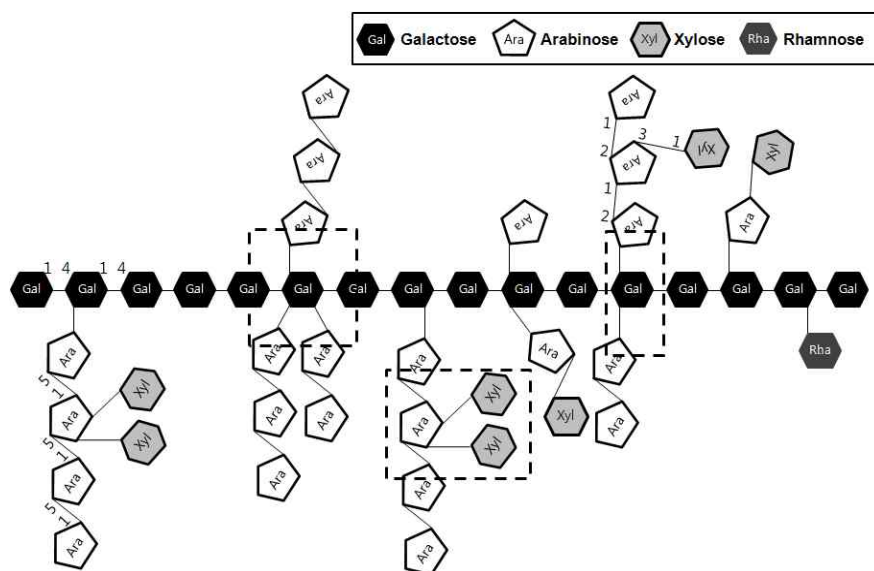 Gal Galactose Ara Arabinose Xyl Xylose Rha Rhamnose
Ara Ara
1 3 1
Ara 2 Ara Xyl Xyl
1
Ara 2 Ara Ara Ara
1 4 1 4
Gal Gal Gal Gal Gal Gal Gal Gal Gal Gal Gal Gal Gal Gal Gal Gal
Ara Ara Ara Ara Ara Ara Rha
5 1 Xyl Xyl
Ara Ara Ara Ara Xyl Ara
Xyl Xyl
5 1
Ara Ara Ara
5 1
Ara Ara